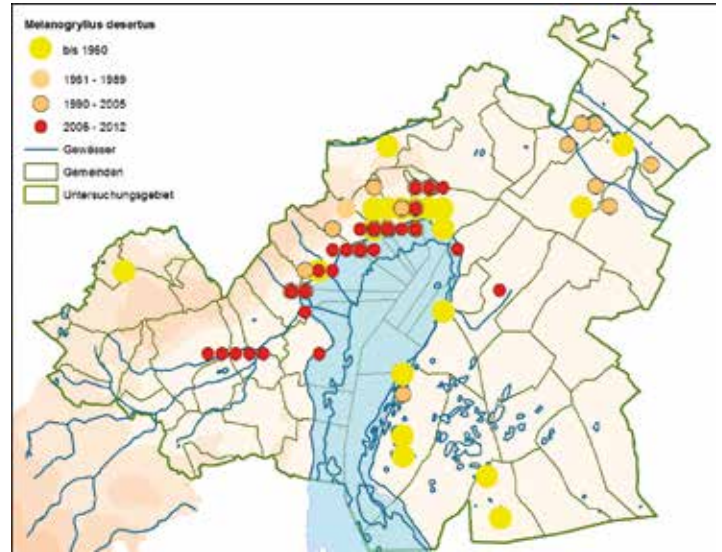 Melanogryllus desertus
bis 1960
1961 - 1989
1990 - 2005
2006 - 2012
Gewässer
Gemeinden
Untersuchungsgebiet